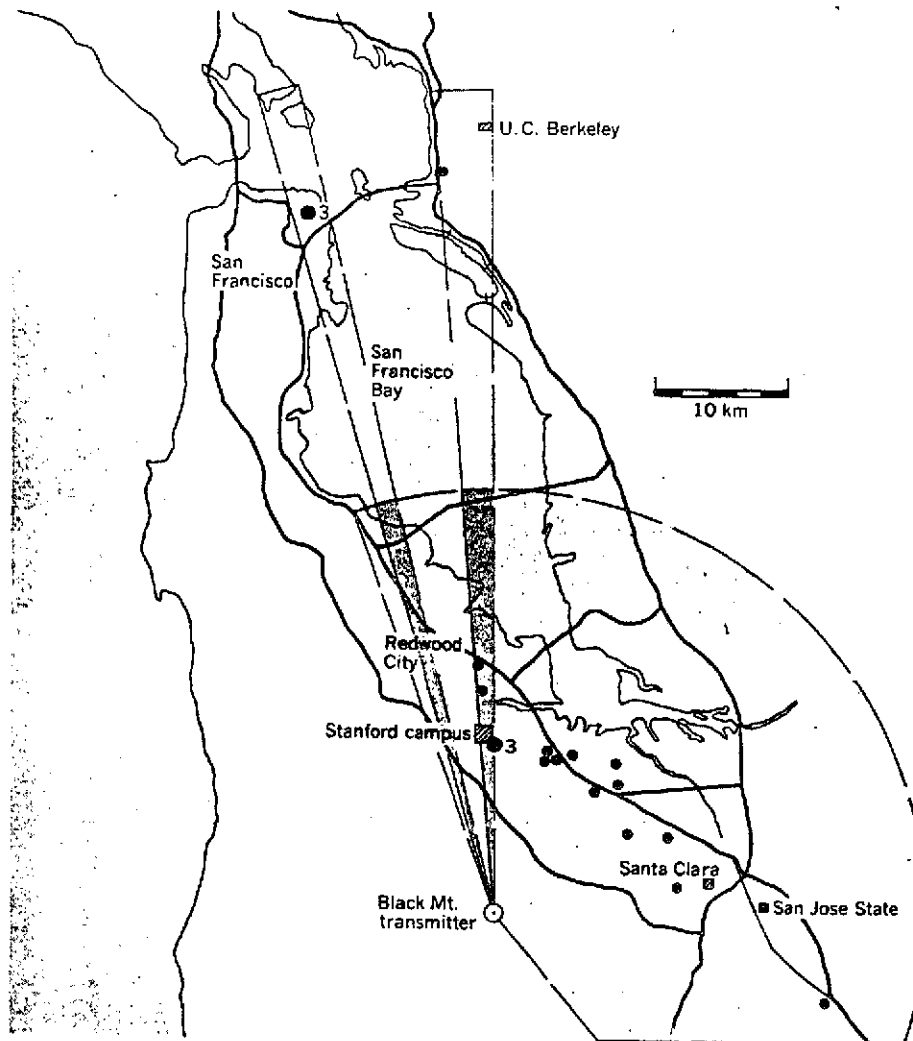 U.C. Berkeley
3
San
Francisco
San
Francisco
Bay
10 km
Redwood
City
Stanford campus
3
Santa Clara
Black Mt.
transmitter
San Jose State